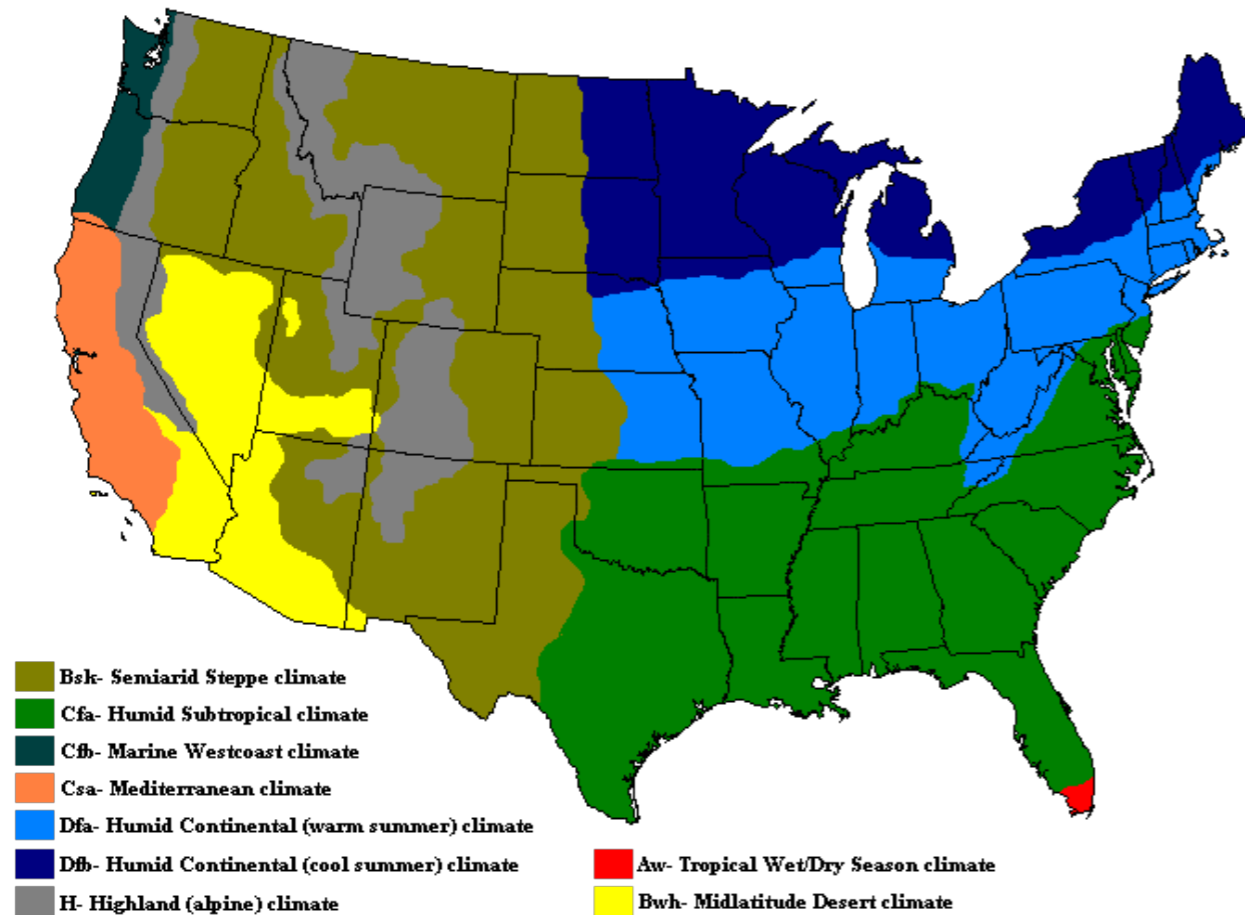 Bsk- Semiarid Steppe climate
Cfa- Humid Subtropical climate
Cfb- Marine Westcoast climate
Csa- Mediterranean climate
Dfa- Humid Continental (warm summer) climate
Dfb- Humid Continental (cool summer) climate
H- Highland (alpine) climate
Aw- Tropical Wet/Dry Season climate
Bwh- Midlatitude Desert climate